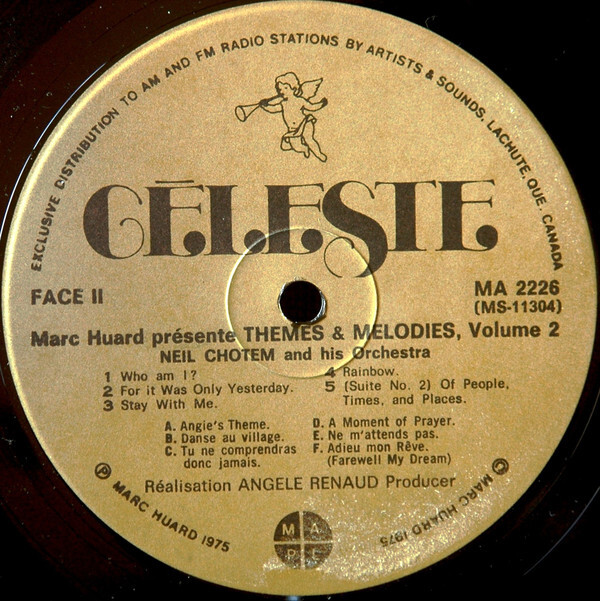 EXCLUSIVE DISTRIBUTION TO AM AND FM RADIO STATIONS BY ARTISTS & SOUNDS, LACHUTE, QUE. CANADA
CÉLESTE
FACE II
MA 2226
(MS-11304)
Marc Huard présente THEMES & MELODIES, Volume 2
NEIL CHOTEM and his Orchestra
1 Who am I?
2 For it Was Only Yesterday.
3 Stay With Me.
4 Rainbow.
5 (Suite No. 2) Of People,
Times, and Places.
A. Angie's Theme.
B. Danse au village.
C. Tu ne comprendras
donc jamais.
D. A Moment of Prayer.
E. Ne m'attends pas.
F. Adieu mon Rêve.
(Farewell My Dream)
Réalisation ANGELE RENAUD Producer
℗ MARC HUARD 1975
© MARC HUARD 1975
MA
PE